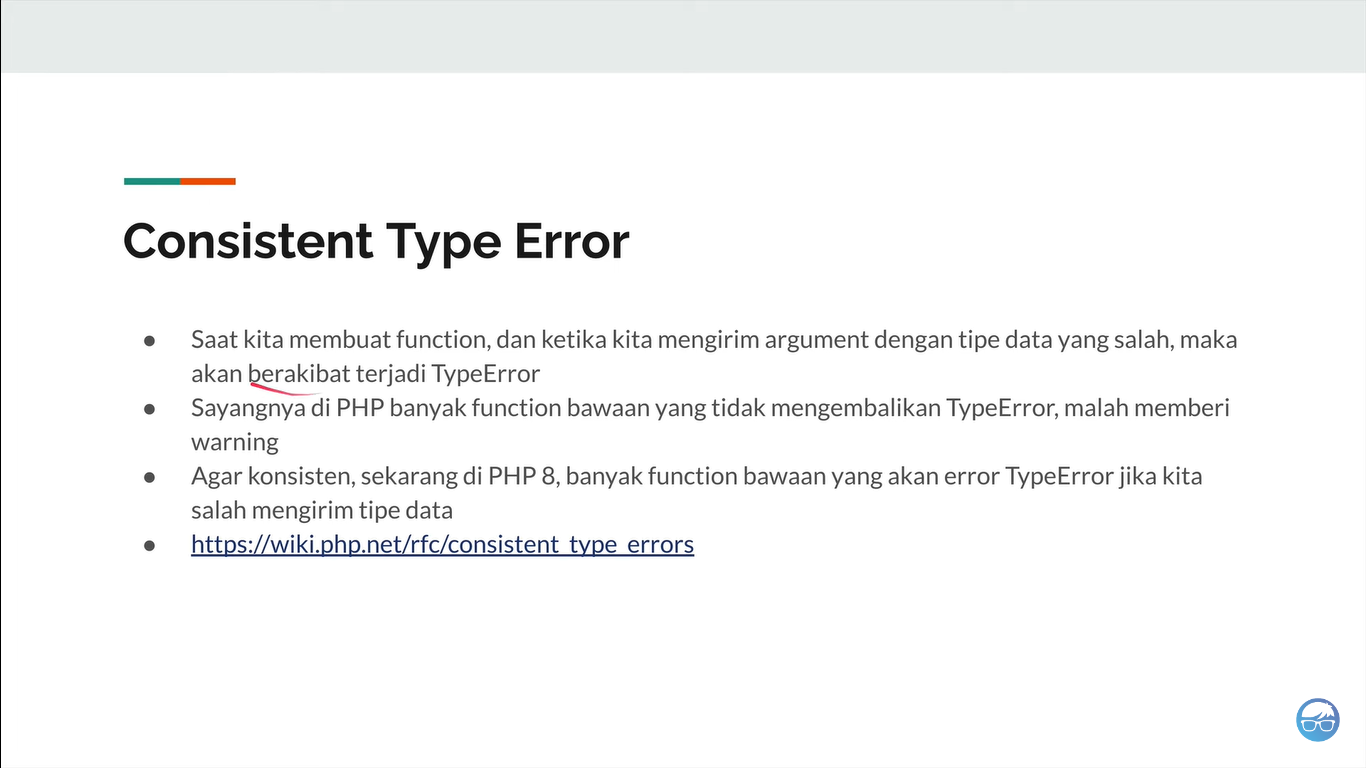 Consistent Type Error
● Saat kita membuat function, dan ketika kita mengirim argument dengan tipe data yang salah, maka
akan berakibat terjadi TypeError
● Sayangnya di PHP banyak function bawaan yang tidak mengembalikan TypeError, malah memberi
warning
● Agar konsisten, sekarang di PHP 8, banyak function bawaan yang akan error TypeError jika kita
salah mengirim tipe data
● https://wiki.php.net/rfc/consistent_type_errors